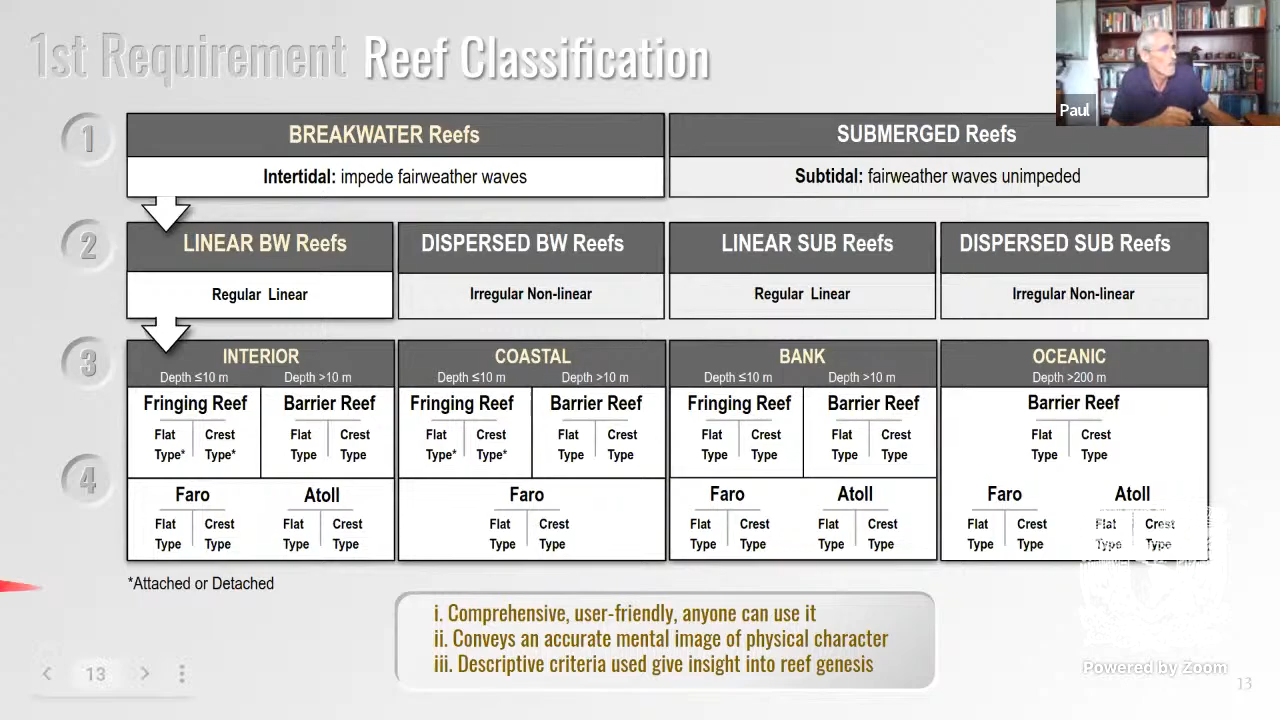 1st Requirement Reef Classification
Paul
1
BREAKWATER Reefs
SUBMERGED Reefs
Intertidal: impede fairweather waves
Subtidal: fairweather waves unimpeded
2
LINEAR BW Reefs
DISPERSED BW Reefs
LINEAR SUB Reefs
DISPERSED SUB Reefs
Regular Linear
Irregular Non-linear
Regular Linear
Irregular Non-linear
3
INTERIOR
COASTAL
BANK
OCEANIC
Depth ≤10 m Depth >10 m
Depth ≤10 m Depth >10 m
Depth ≤10 m Depth >10 m
Depth >200 m
Fringing Reef Barrier Reef
Fringing Reef Barrier Reef
Fringing Reef Barrier Reef
Barrier Reef
Flat Crest Flat Crest
Flat Crest Flat Crest
Flat Crest Flat Crest
Flat Crest
Type* Type* Type Type
Type* Type* Type Type
Type Type Type Type
Type Type
4
Faro Atoll
Faro
Faro Atoll
Faro Atoll
Flat Crest Flat Crest
Flat Crest
Flat Crest Flat Crest
Flat Crest Flat Crest
Type Type Type Type
Type Type
Type Type Type Type
Type Type Type Type
*Attached or Detached
i. Comprehensive, user-friendly, anyone can use it
ii. Conveys an accurate mental image of physical character
iii. Descriptive criteria used give insight into reef genesis
13
Powered by Zoom
13